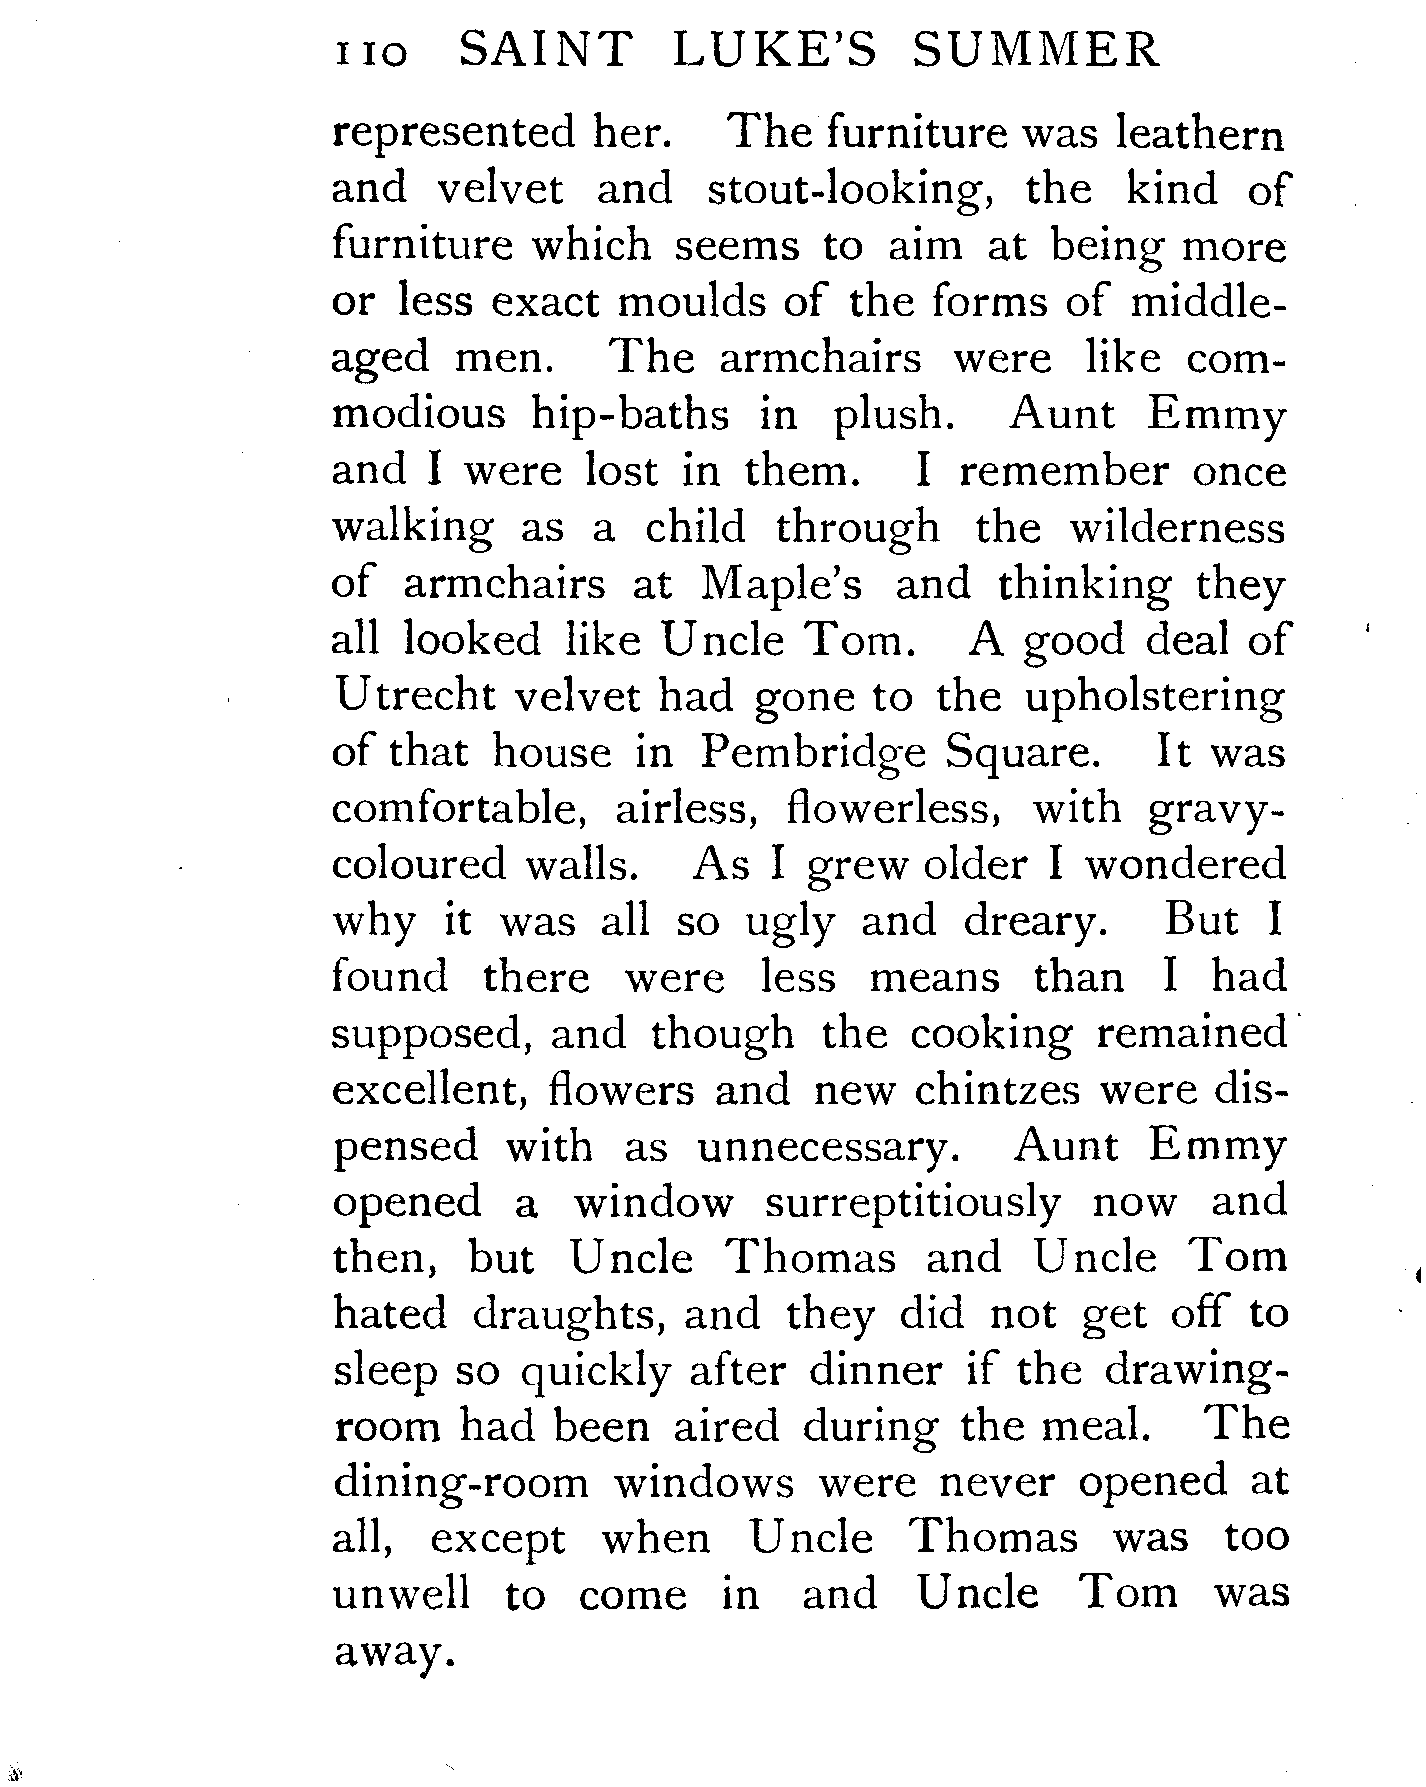 110 SAINT LUKE'S SUMMER
represented her. The furniture was leathern
and velvet and stout-looking, the kind of
furniture which seems to aim at being more
or less exact moulds of the forms of middle-
aged men. The armchairs were like com-
modious hip-baths in plush. Aunt Emmy
and I were lost in them. I remember once
walking as a child through the wilderness
of armchairs at Maple's and thinking they
all looked like Uncle Tom. A good deal of
Utrecht velvet had gone to the upholstering
of that house in Pembridge Square. It was
comfortable, airless, flowerless, with gravy-
coloured walls. As I grew older I wondered
why it was all so ugly and dreary. But I
found there were less means than I had
supposed, and though the cooking remained
excellent, flowers and new chintzes were dis-
pensed with as unnecessary. Aunt Emmy
opened a window surreptitiously now and
then, but Uncle Thomas and Uncle Tom
hated draughts, and they did not get off to
sleep so quickly after dinner if the drawing-
room had been aired during the meal. The
dining-room windows were never opened at
all, except when Uncle Thomas was too
unwell to come in and Uncle Tom was
away.